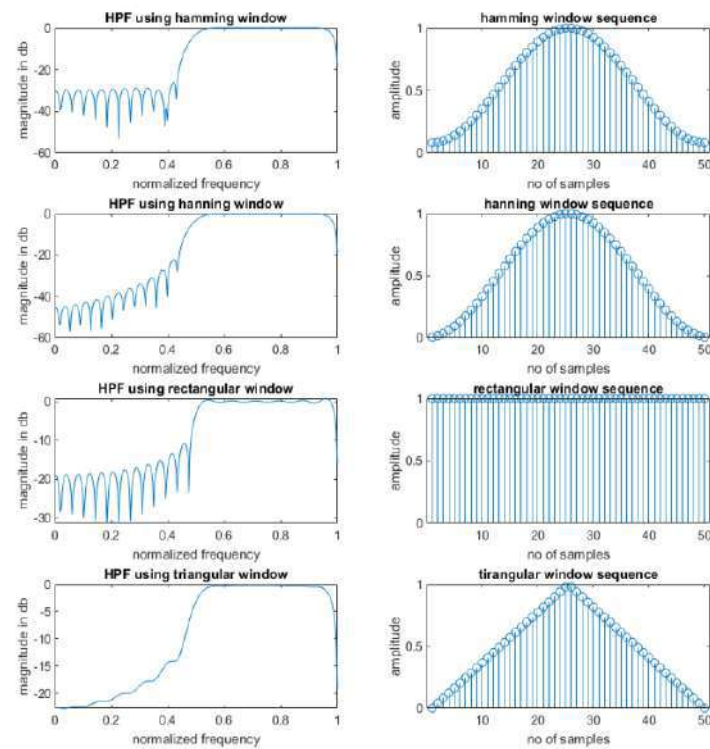 HPF using hamming window
magnitude in db
0
-20
-40
-60
0 0.2 0.4 0.6 0.8 1
normalized frequency
hamming window sequence
amplitude
1
0.5
0
10 20 30 40 50
no of samples
HPF using hanning window
magnitude in db
0
-20
-40
-60
0 0.2 0.4 0.6 0.8 1
normalized frequency
hanning window sequence
amplitude
1
0.5
0
10 20 30 40 50
no of samples
HPF using rectangular window
magnitude in db
0
-10
-20
-30
0 0.2 0.4 0.6 0.8 1
normalized frequency
rectangular window sequence
amplitude
1
0.5
0
10 20 30 40 50
no of samples
HPF using triangular window
magnitude in db
0
-5
-10
-15
-20
0 0.2 0.4 0.6 0.8 1
normalized frequency
tirangular window sequence
amplitude
1
0.5
0
10 20 30 40 50
no of samples